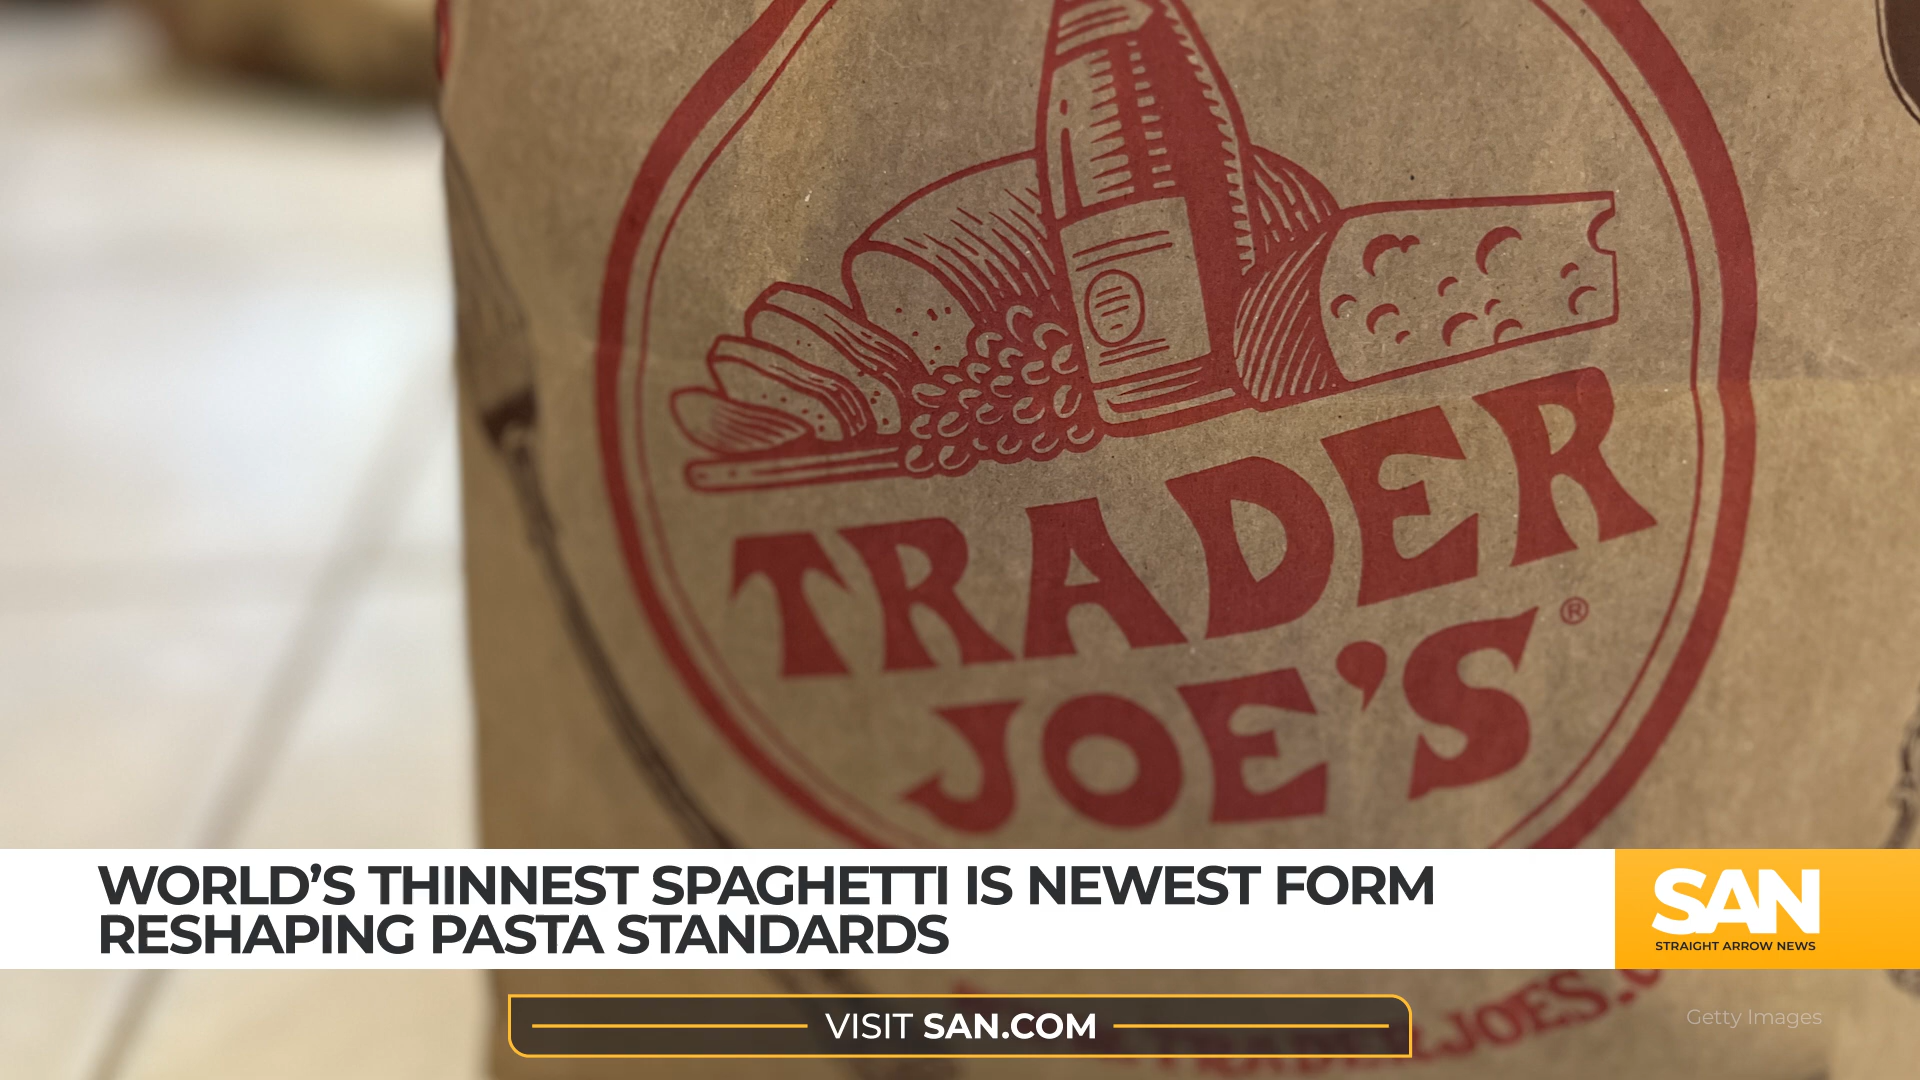 TRADER
JOE'S®
WORLD'S THINNEST SPAGHETTI IS NEWEST FORM
RESHAPING PASTA STANDARDS
SAN
STRAIGHT ARROW NEWS
VISIT SAN.COM
Getty Images